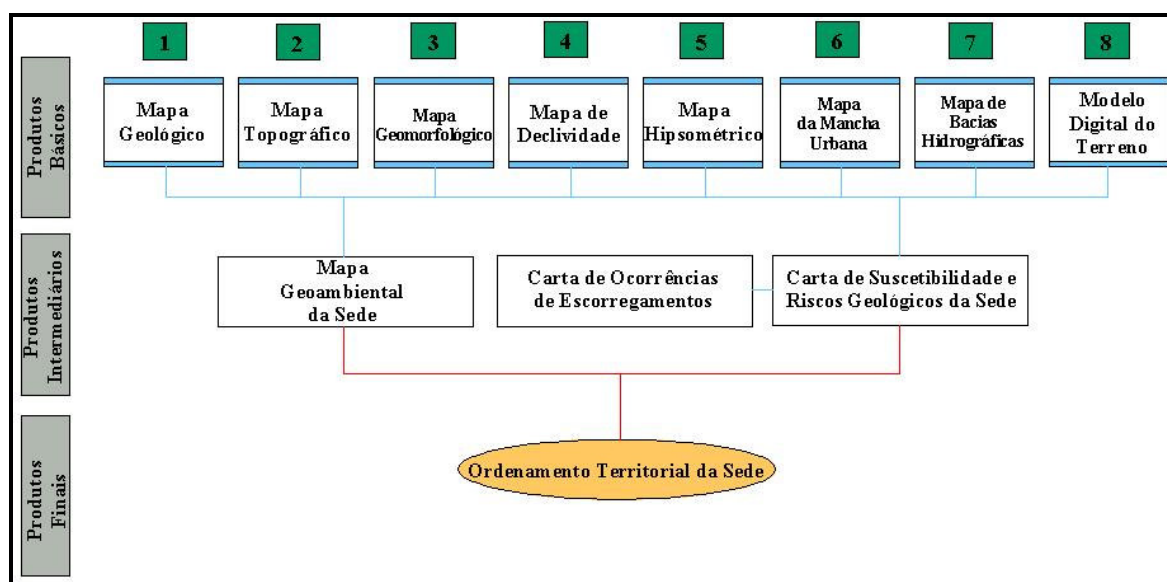 1
2
3
4
5
6
7
8
Produtos
Básicos
Mapa
Geológico
Mapa
Topográfico
Mapa
Geomorfológico
Mapa de
Declividade
Mapa
Hipsométrico
Mapa
da Mancha
Urbana
Mapa de
Bacias
Hidrográficas
Modelo
Digital do
Terreno
Produtos
Intermediários
Mapa
Geoambiental
da Sede
Carta de Ocorrências
de Escorregamentos
Carta de Suscetibilidade e
Riscos Geológicos da Sede
Produtos
Finais
Ordenamento Territorial da Sede